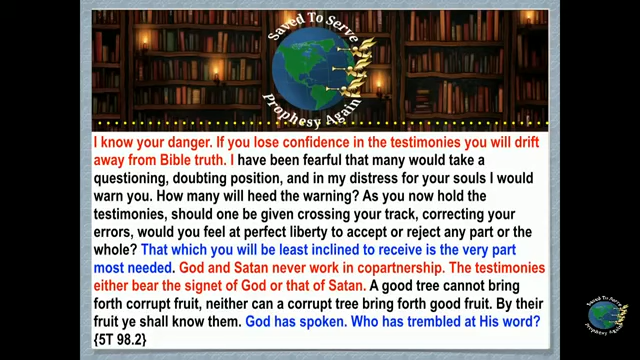 Saved To Serve
Prophesy Again
I know your danger. If you lose confidence in the testimonies you will drift
away from Bible truth. I have been fearful that many would take a
questioning, doubting position, and in my distress for your souls I would
warn you. How many will heed the warning? As you now hold the
testimonies, should one be given crossing your track, correcting your
errors, would you feel at perfect liberty to accept or reject any part or the
whole? That which you will be least inclined to receive is the very part
most needed. God and Satan never work in copartnership. The testimonies
either bear the signet of God or that of Satan. A good tree cannot bring
forth corrupt fruit, neither can a corrupt tree bring forth good fruit. By their
fruit ye shall know them. God has spoken. Who has trembled at His word?
{5T 98.2}
Saved To Serve
Prophesy Again